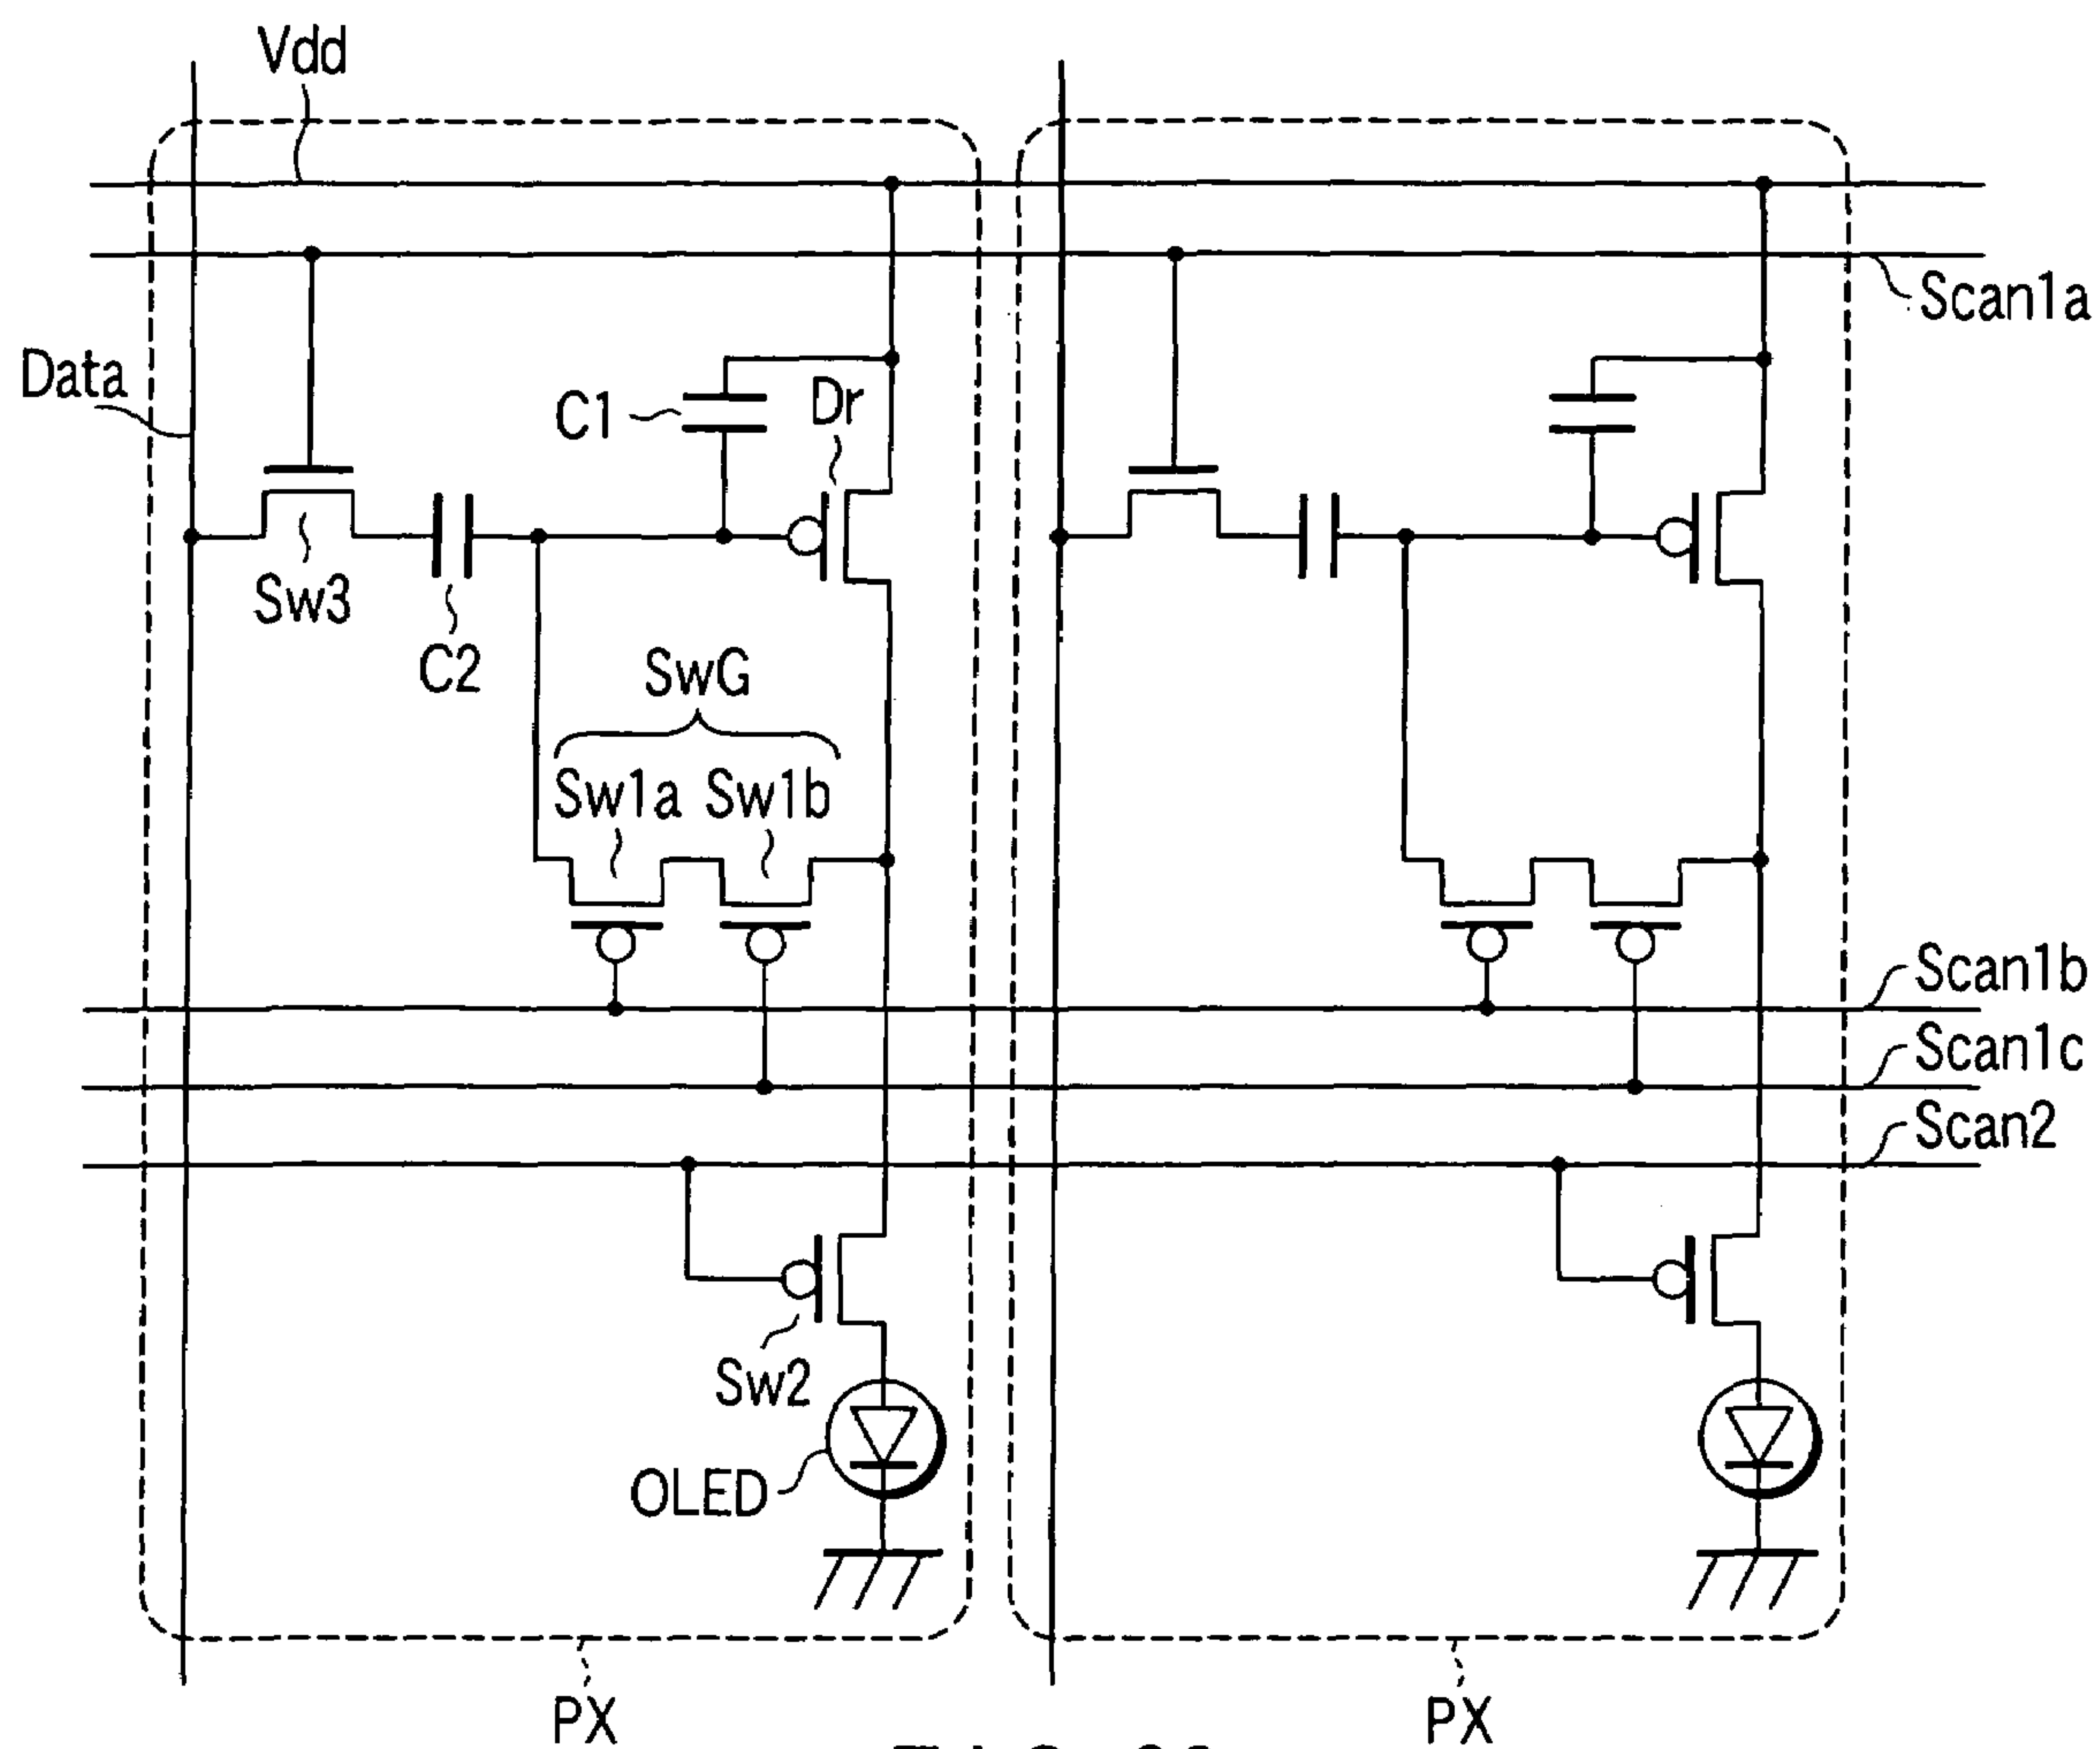 Vdd
Scan1a
Data
C1
Dr
Sw3
C2
SwG
Sw1a Sw1b
Scan1b
Scan1c
Scan2
Sw2
OLED
PX
PX